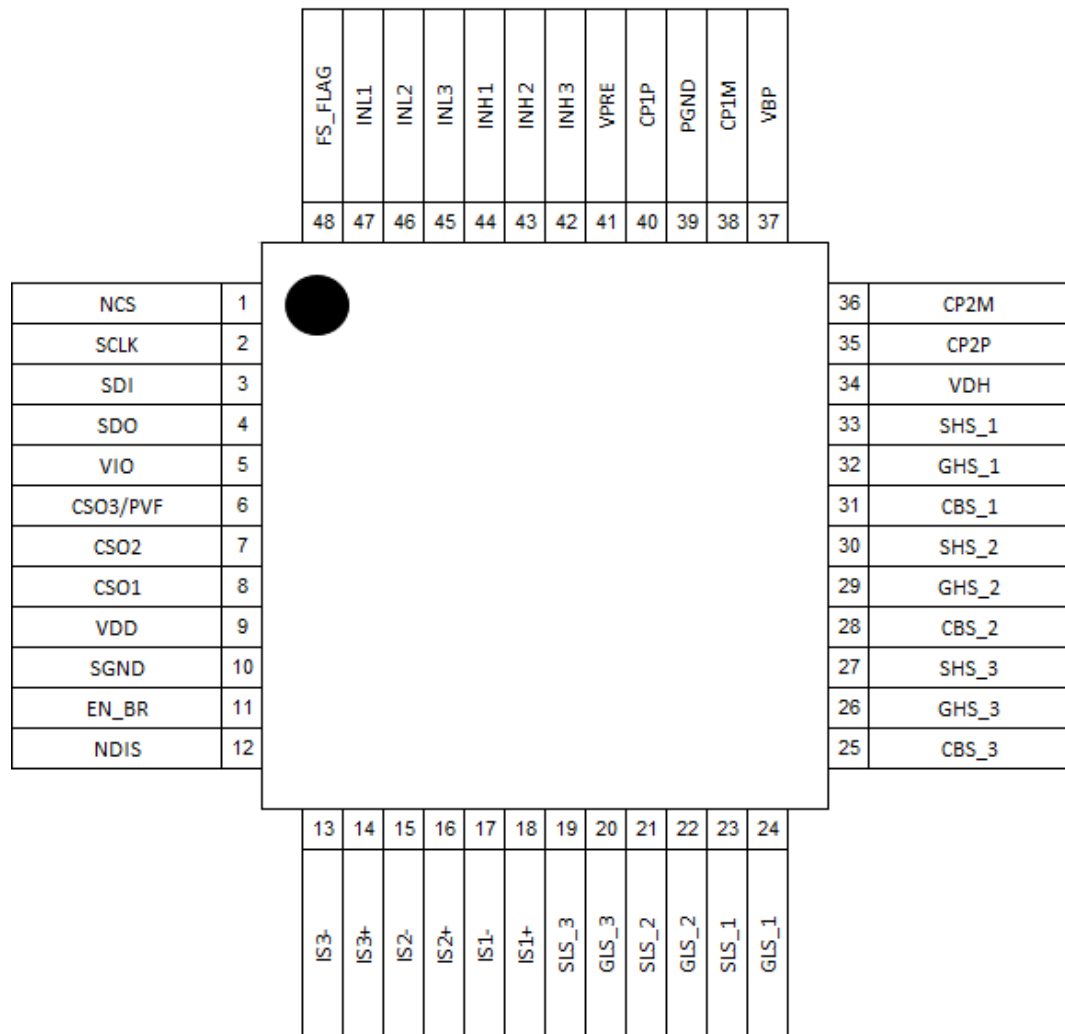 FS_FLAG INL1 INL2 INL3 INH1 INH2 INH3 VPRE CP1P PGND CP1M VBP
48 47 46 45 44 43 42 41 40 39 38 37
NCS 1 36 CP2M
SCLK 2 35 CP2P
SDI 3 34 VDH
SDO 4 33 SHS_1
VIO 5 32 GHS_1
CSO3/PVF 6 31 CBS_1
CSO2 7 30 SHS_2
CSO1 8 29 GHS_2
VDD 9 28 CBS_2
SGND 10 27 SHS_3
EN_BR 11 26 GHS_3
NDIS 12 25 CBS_3
13 14 15 16 17 18 19 20 21 22 23 24
IS3- IS3+ IS2- IS2+ IS1- IS1+ SLS_3 GLS_3 SLS_2 GLS_2 SLS_1 GLS_1